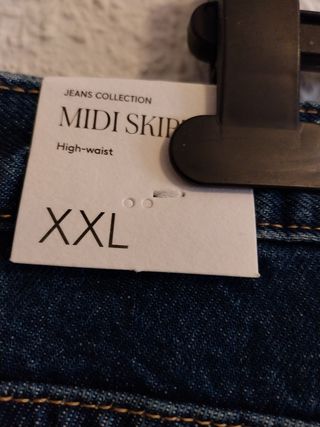 JEANS COLLECTION
MIDI SKIR
High-waist
XXL